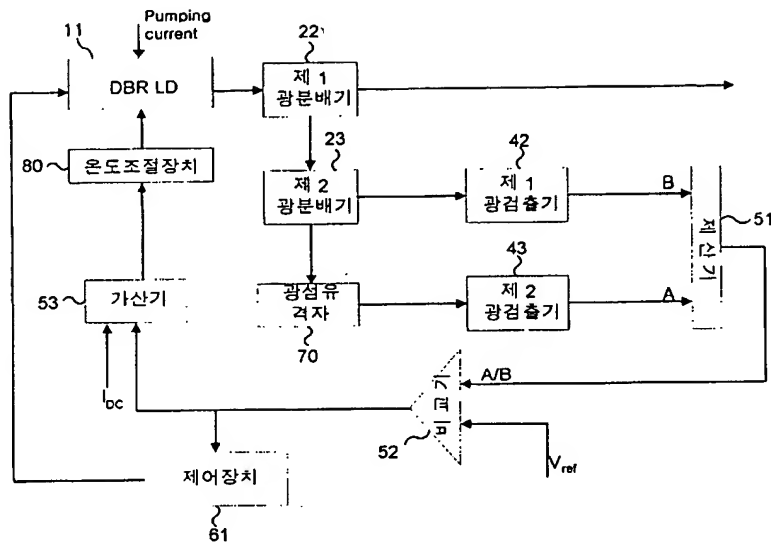 Pumping
current
11
DBR LD
22
제 1
광분배기
80
온도조절장치
23
제 2
광분배기
42
제 1
광검출기
B
51
제산기
53
가산기
광섬유
격자
70
43
제 2
광검출기
A
I_DC
A/B
비교기
52
V_ref
제어장치
61